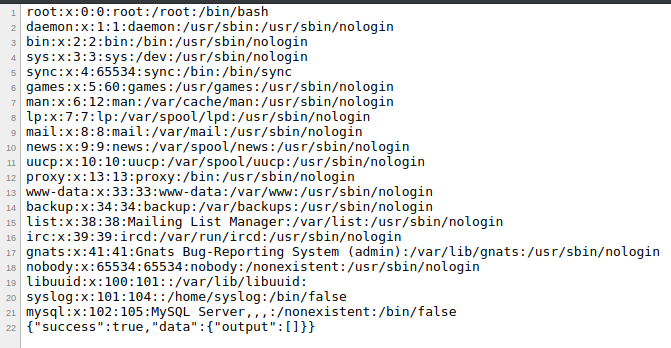 1 root:x:0:0:root:/root:/bin/bash
2 daemon:x:1:1:daemon:/usr/sbin:/usr/sbin/nologin
3 bin:x:2:2:bin:/bin:/usr/sbin/nologin
4 sys:x:3:3:sys:/dev:/usr/sbin/nologin
5 sync:x:4:65534:sync:/bin:/bin/sync
6 games:x:5:60:games:/usr/games:/usr/sbin/nologin
7 man:x:6:12:man:/var/cache/man:/usr/sbin/nologin
8 lp:x:7:7:lp:/var/spool/lpd:/usr/sbin/nologin
9 mail:x:8:8:mail:/var/mail:/usr/sbin/nologin
10 news:x:9:9:news:/var/spool/news:/usr/sbin/nologin
11 uucp:x:10:10:uucp:/var/spool/uucp:/usr/sbin/nologin
12 proxy:x:13:13:proxy:/bin:/usr/sbin/nologin
13 www-data:x:33:33:www-data:/var/www:/usr/sbin/nologin
14 backup:x:34:34:backup:/var/backups:/usr/sbin/nologin
15 list:x:38:38:Mailing List Manager:/var/list:/usr/sbin/nologin
16 irc:x:39:39:ircd:/var/run/ircd:/usr/sbin/nologin
17 gnats:x:41:41:Gnats Bug-Reporting System (admin):/var/lib/gnats:/usr/sbin/nologin
18 nobody:x:65534:65534:nobody:/nonexistent:/usr/sbin/nologin
19 libuuid:x:100:101::/var/lib/libuuid:
20 syslog:x:101:104::/home/syslog:/bin/false
21 mysql:x:102:105:MySQL Server,,,:/nonexistent:/bin/false
22 {"success":true,"data":{"output":[]}}